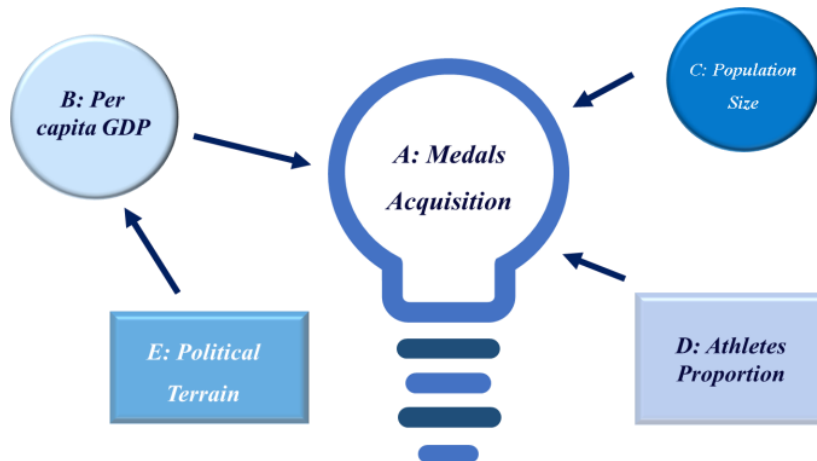 B: Per
capita GDP
C: Population
Size
A: Medals
Acquisition
E: Political
Terrain
D: Athletes
Proportion